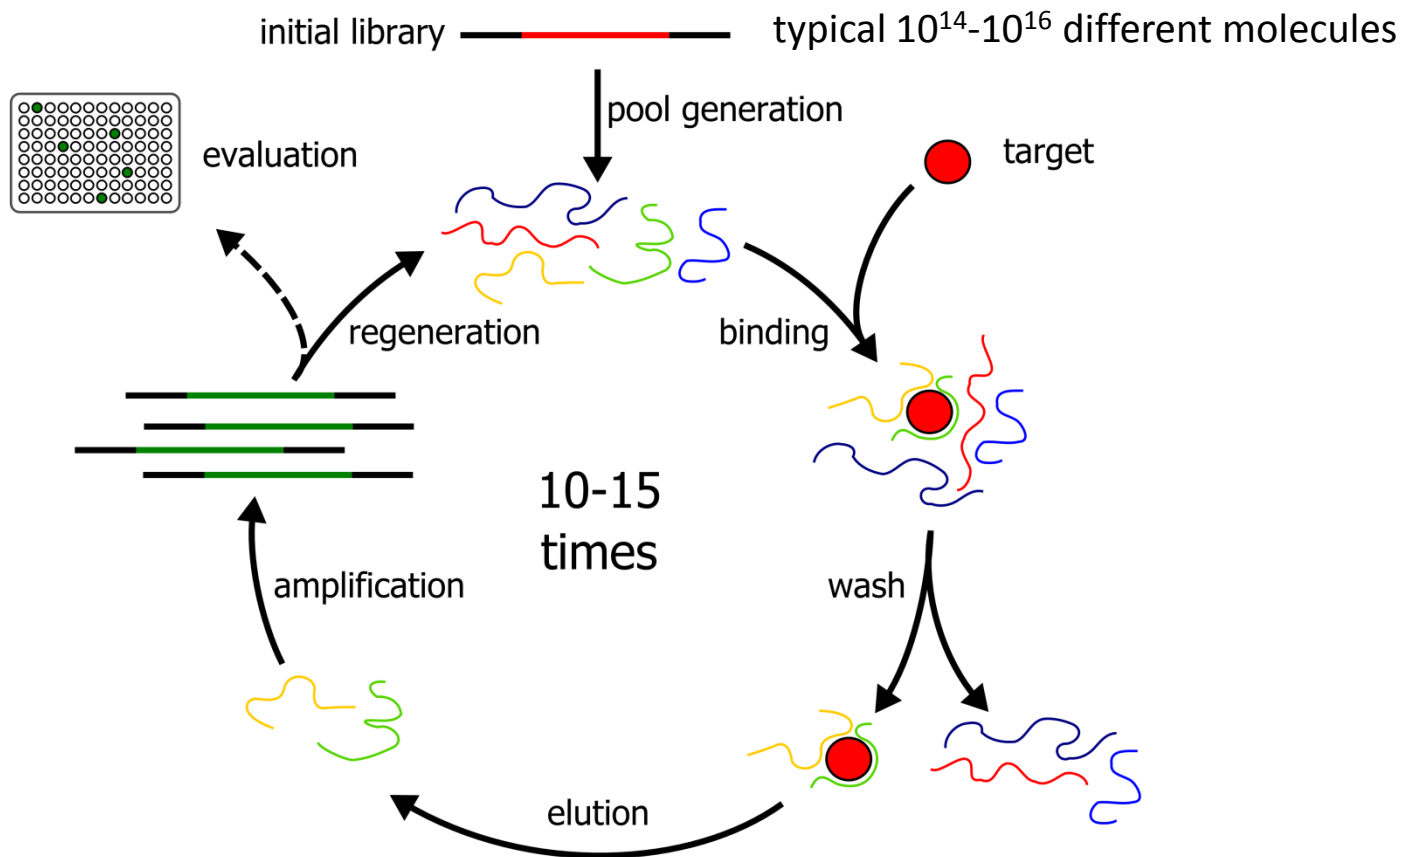 initial library
typical 10¹⁴-10¹⁶ different molecules
pool generation
evaluation
target
regeneration
binding
10-15
times
amplification
wash
elution